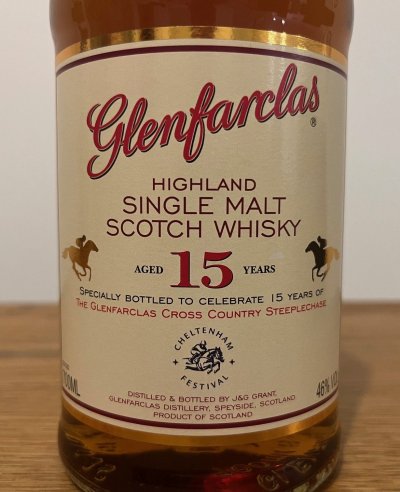 Glenfarclas®
HIGHLAND
SINGLE MALT
SCOTCH WHISKY
AGED 15 YEARS
SPECIALLY BOTTLED TO CELEBRATE 15 YEARS OF
THE GLENFARCLAS CROSS COUNTRY STEEPLECHASE
CHELTENHAM
FESTIVAL
DISTILLED & BOTTLED BY J&G GRANT,
GLENFARCLAS DISTILLERY, SPEYSIDE, SCOTLAND
PRODUCT OF SCOTLAND
46%